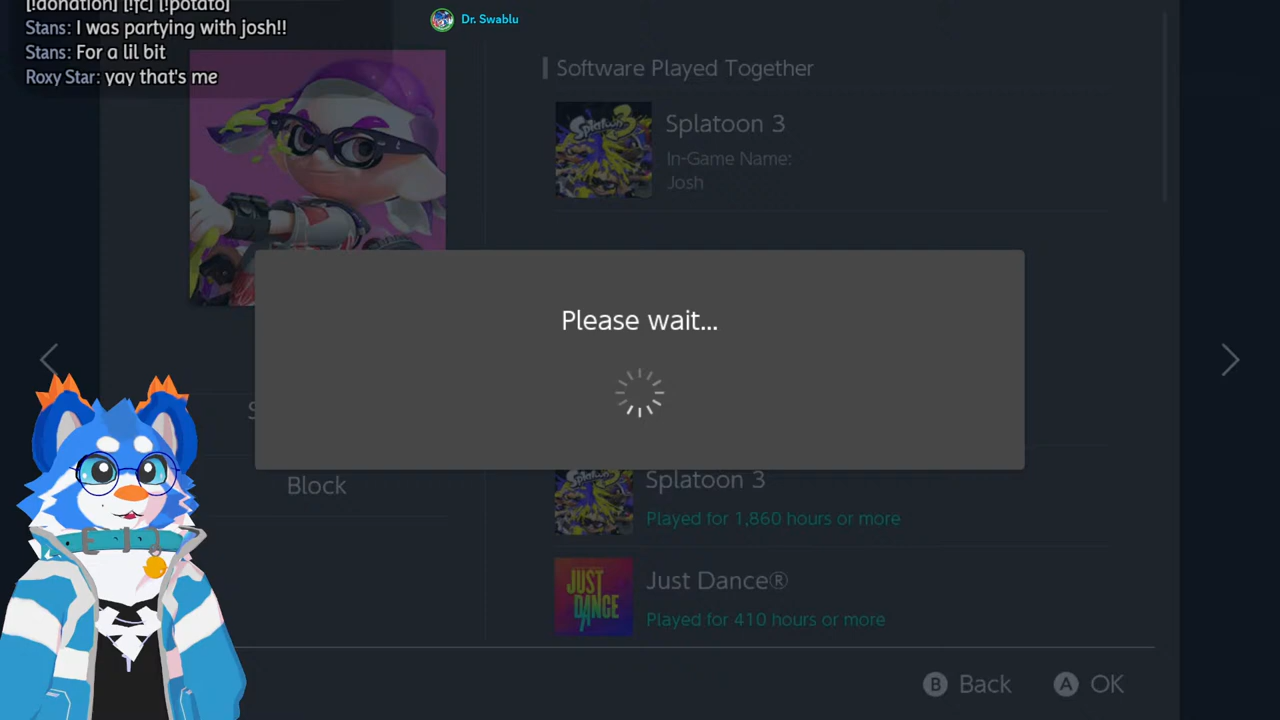 [!donation] [!fc] [!potato]
Stans: I was partying with josh!!
Stans: For a lil bit
Roxy Star: yay that's me
Dr. Swablu
Software Played Together
Splatoon 3
Splatoon 3
In-Game Name:
Josh
Please wait...
S
Block
Splatoon 3
Played for 1,860 hours or more
JUST DANCE
Just Dance®
Played for 410 hours or more
B Back
A OK